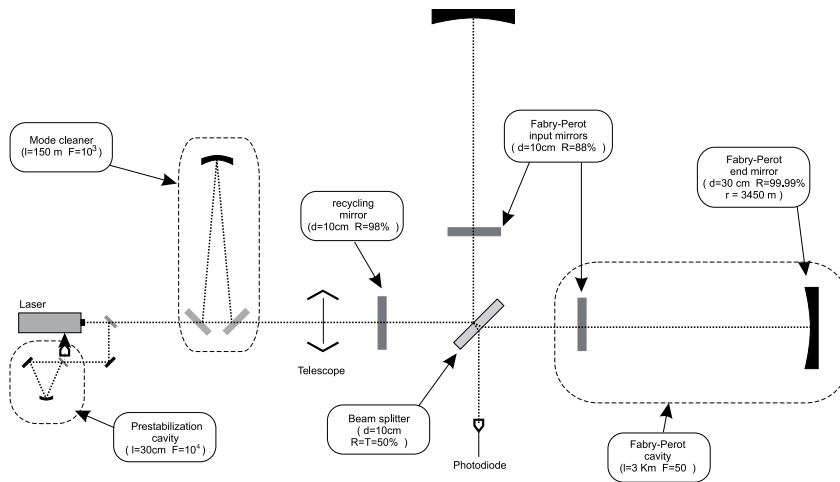 Mode cleaner
(l=150 m F=10³)
Fabry-Perot
input mirrors
(d=10cm R=88% )
Fabry-Perot
end mirror
( d=30 cm R=99.99%
r = 3450 m )
recycling
mirror
(d=10cm R=98% )
Laser
Telescope
Prestabilization
cavity
( l=30cm F=10⁴)
Beam splitter
( d=10cm
R=T=50%)
Photodiode
Fabry-Perot
cavity
(l=3 Km F=50 )